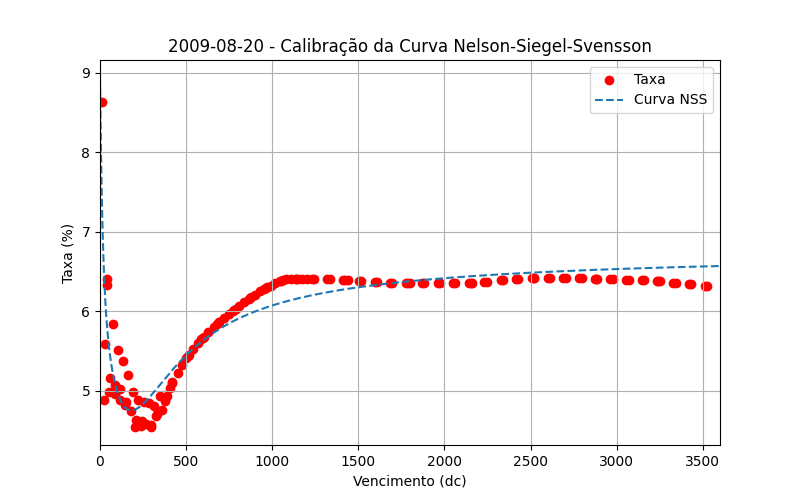 2009-08-20 - Calibração da Curva Nelson-Siegel-Svensson
Taxa
Curva NSS
Taxa (%)
9
8
7
6
5
0 500 1000 1500 2000 2500 3000 3500
Vencimento (dc)